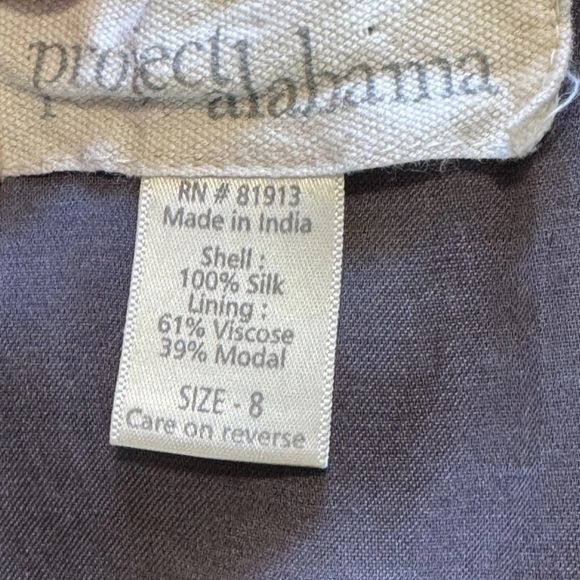 project
alabama
RN # 81913
Made in India
Shell :
100% Silk
Lining :
61% Viscose
39% Modal
SIZE - 8
Care on reverse